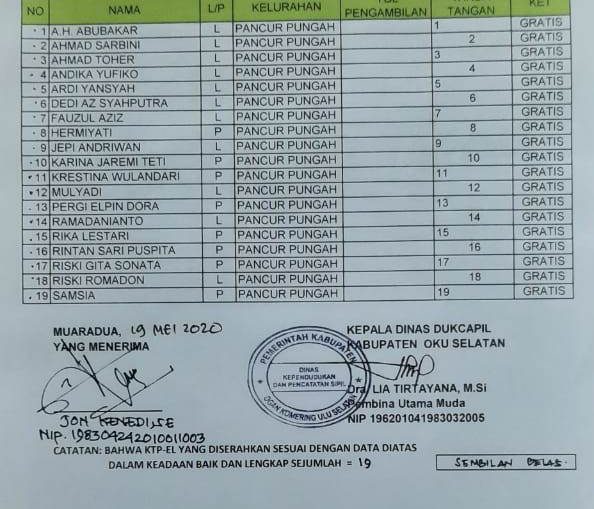 NO NAMA L/P KELURAHAN PENGAMBILAN TANGAN KET
1 A.H. ABUBAKAR L PANCUR PUNGAH 1 GRATIS
2 AHMAD SARBINI L PANCUR PUNGAH 2 GRATIS
3 AHMAD TOHER L PANCUR PUNGAH 3 GRATIS
4 ANDIKA YUFIKO L PANCUR PUNGAH 4 GRATIS
5 ARDI YANSYAH L PANCUR PUNGAH 5 GRATIS
6 DEDI AZ SYAHPUTRA L PANCUR PUNGAH 6 GRATIS
7 FAUZUL AZIZ L PANCUR PUNGAH 7 GRATIS
8 HERMIYATI P PANCUR PUNGAH 8 GRATIS
9 JEPI ANDRIWAN L PANCUR PUNGAH 9 GRATIS
10 KARINA JAREMI TETI P PANCUR PUNGAH 10 GRATIS
11 KRESTINA WULANDARI P PANCUR PUNGAH 11 GRATIS
12 MULYADI L PANCUR PUNGAH 12 GRATIS
13 PERGI ELPIN DORA P PANCUR PUNGAH 13 GRATIS
14 RAMADANIANTO L PANCUR PUNGAH 14 GRATIS
15 RIKA LESTARI P PANCUR PUNGAH 15 GRATIS
16 RINTAN SARI PUSPITA P PANCUR PUNGAH 16 GRATIS
17 RISKI GITA SONATA P PANCUR PUNGAH 17 GRATIS
18 RISKI ROMADON L PANCUR PUNGAH 18 GRATIS
19 SAMSIA P PANCUR PUNGAH 19 GRATIS
MUARADUA, 19 MEI 2020
YANG MENERIMA
KEPALA DINAS DUKCAPIL
KABUPATEN OKU SELATAN
PEMERINTAH KABUPATEN
DINAS
KEPENDUDUKAN
DAN PENCATATAN SIPIL
OGAN KOMERING ULU SELATAN
Dra. LIA TIRTAYANA, M.Si
Pembina Utama Muda
NIP 196201041983032005
JON KENEDI, SE
NIP. 198304242010011003
CATATAN: BAHWA KTP-EL YANG DISERAHKAN SESUAI DENGAN DATA DIATAS
DALAM KEADAAN BAIK DAN LENGKAP SEJUMLAH = 19
SEMBILAN BELAS.